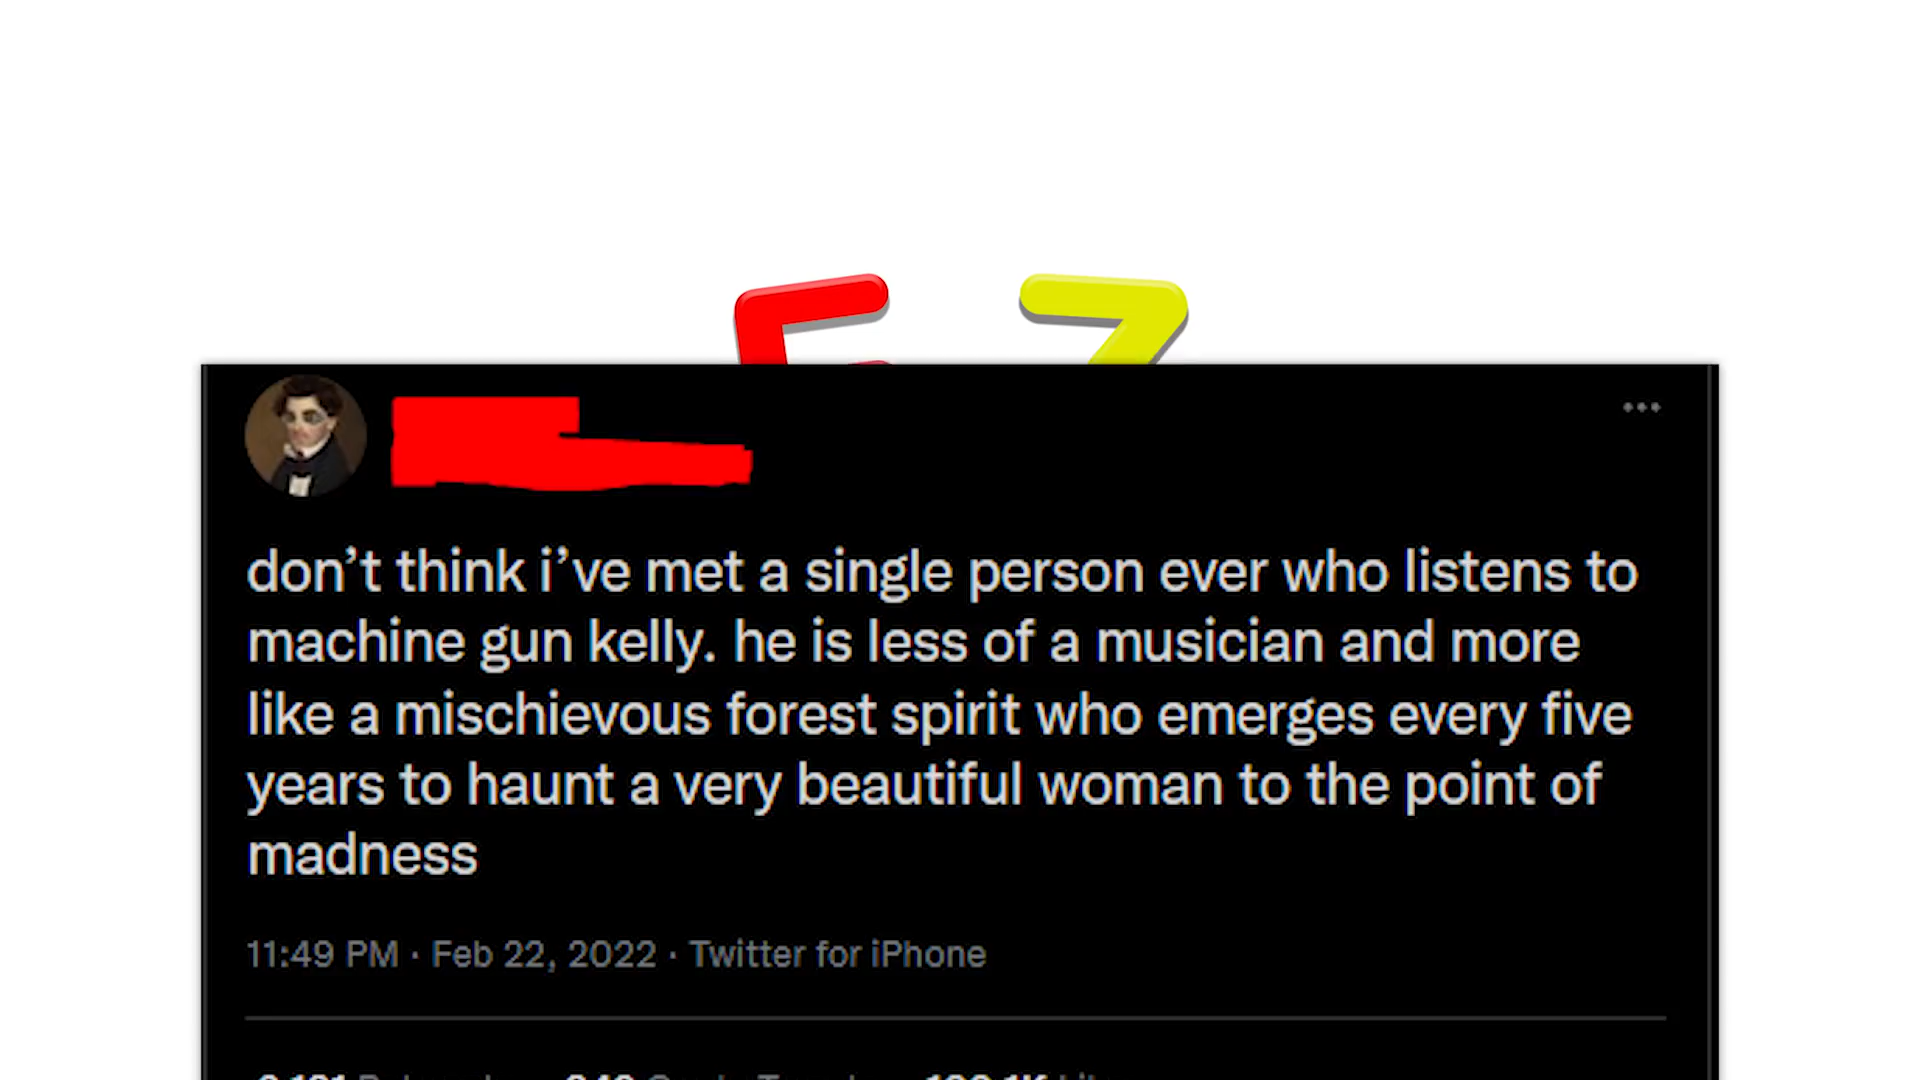 don’t think i’ve met a single person ever who listens to
machine gun kelly. he is less of a musician and more
like a mischievous forest spirit who emerges every five
years to haunt a very beautiful woman to the point of
madness
11:49 PM · Feb 22, 2022 · Twitter for iPhone